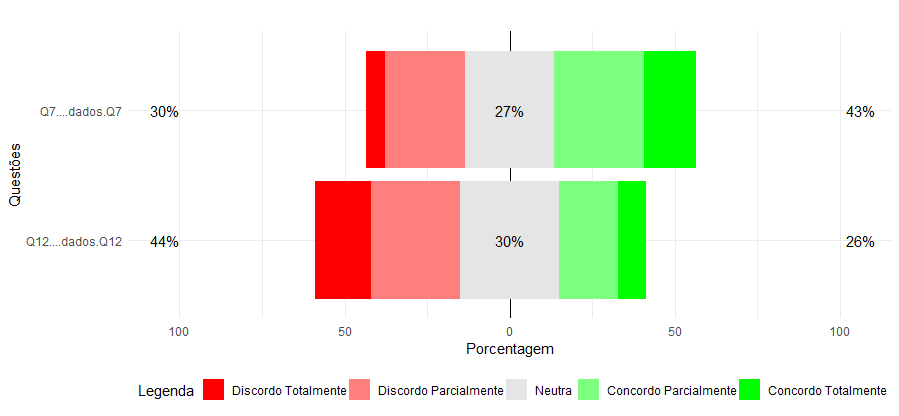 Questões
Q7....dados.Q7
30%
27%
43%
Q12....dados.Q12
44%
30%
26%
100
50
0
50
100
Porcentagem
Legenda
Discordo Totalmente
Discordo Parcialmente
Neutra
Concordo Parcialmente
Concordo Totalmente